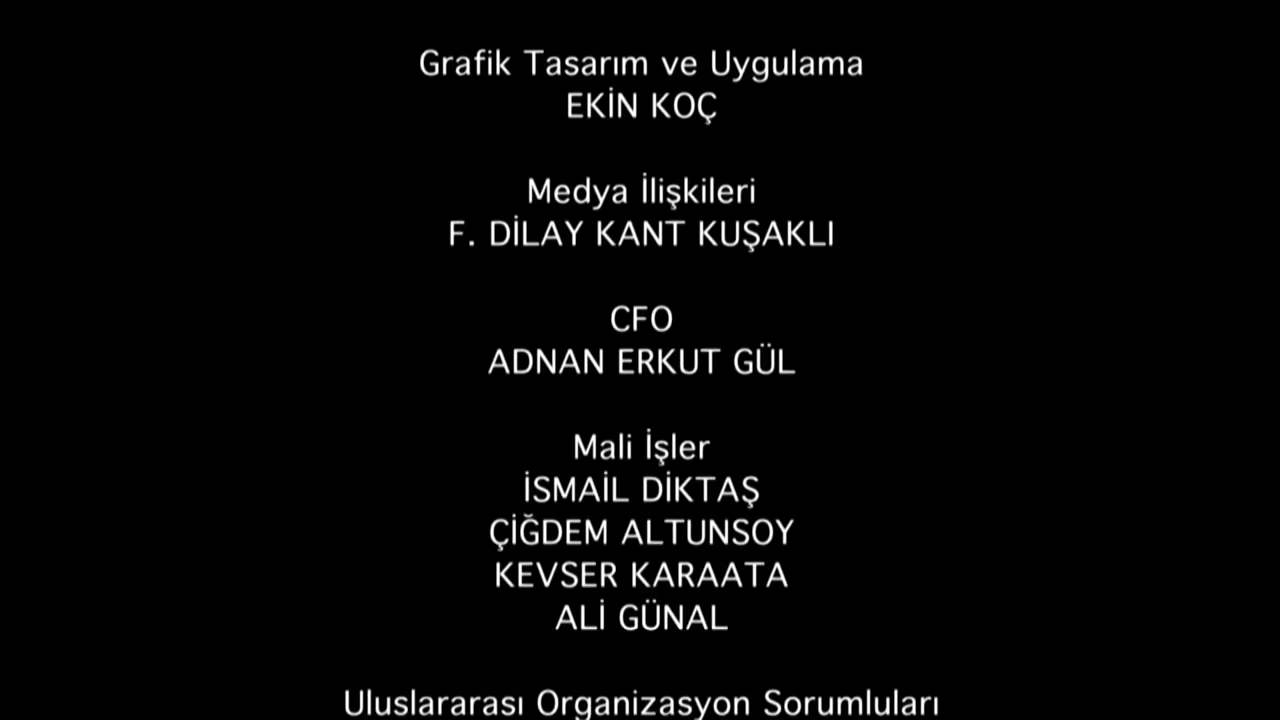 Grafik Tasarım ve Uygulama
EKİN KOÇ
Medya İlişkileri
F. DİLAY KANT KUŞAKLI
CFO
ADNAN ERKUT GÜL
Mali İşler
İSMAİL DİKTAŞ
ÇİĞDEM ALTUNSOY
KEVSER KARAATA
ALİ GÜNAL
Uluslararası Organizasyon Sorumluları